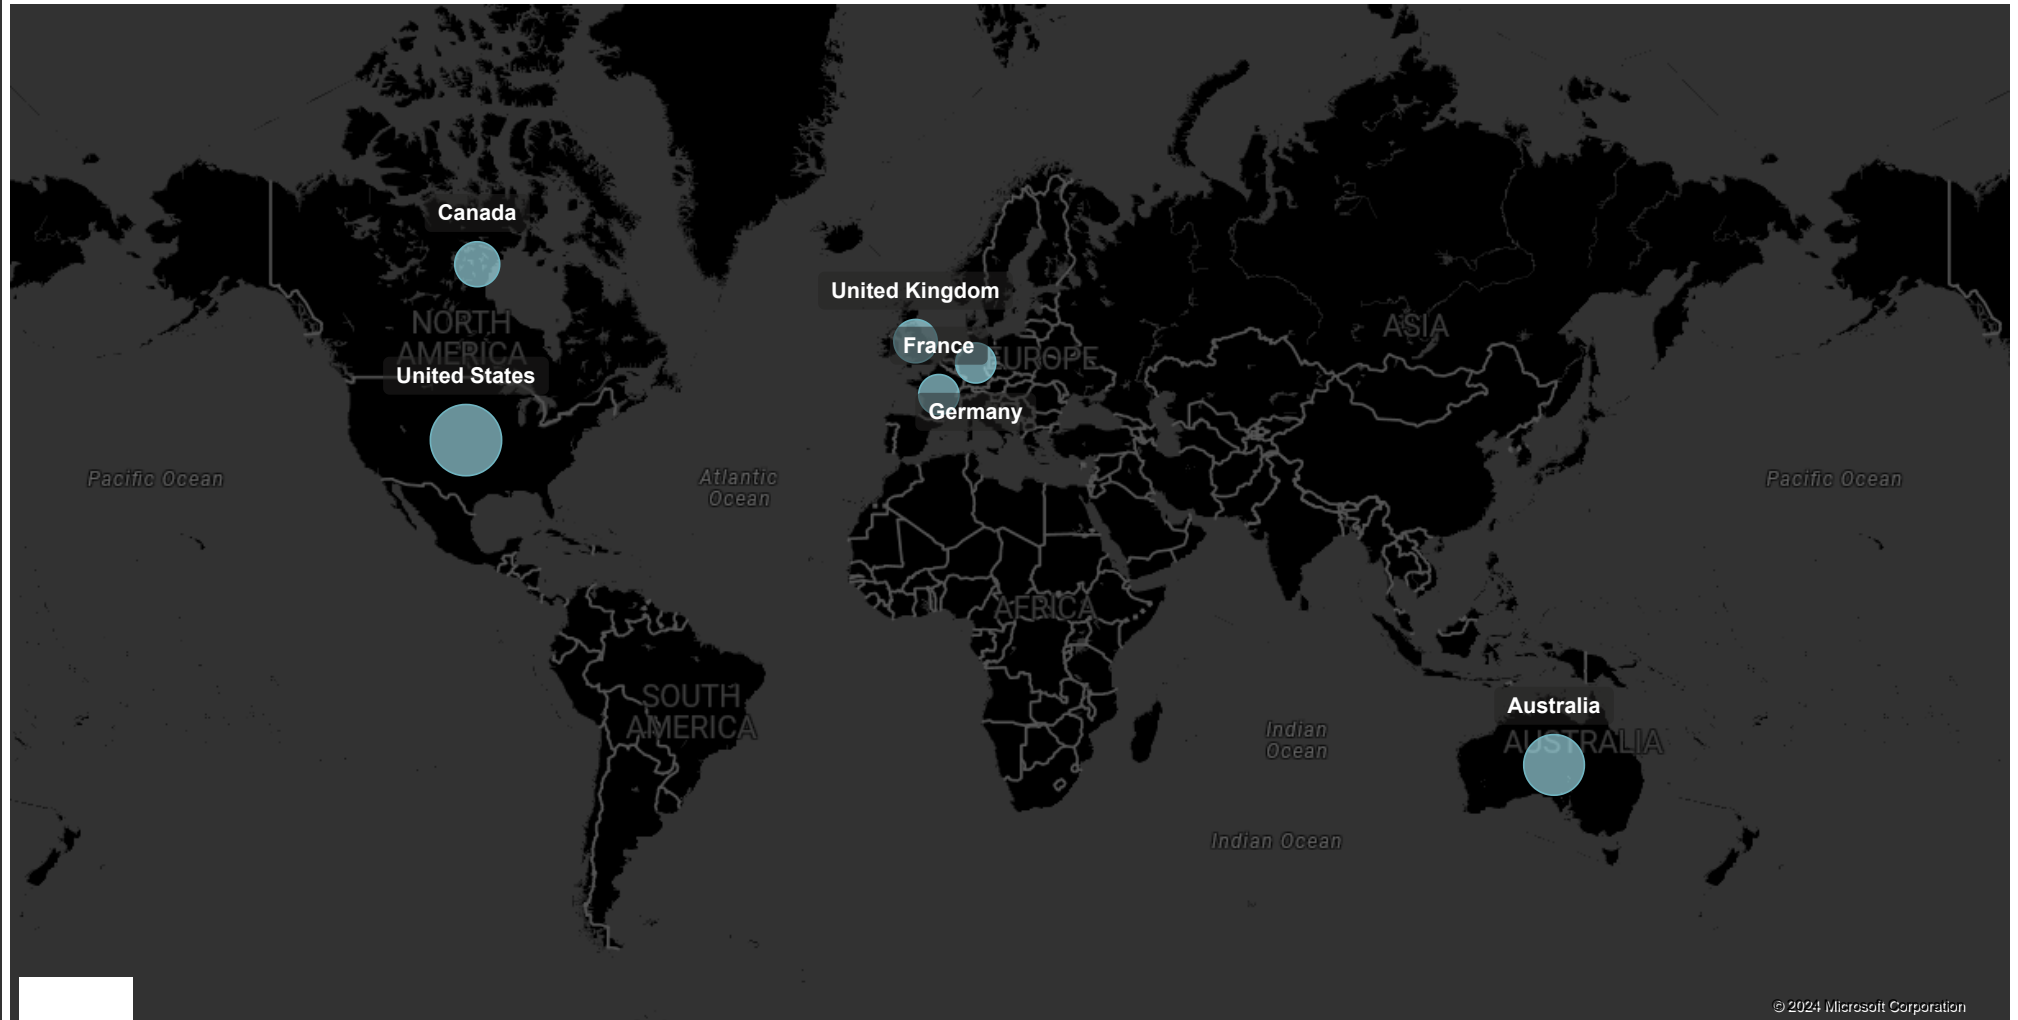 Canada
United Kingdom
NORTH
AMERICA
ASIA
France
EUROPE
United States
Germany
Pacific Ocean
Atlantic
Ocean
Pacific Ocean
AFRICA
SOUTH
AMERICA
Australia
Indian
Ocean
AUSTRALIA
Indian Ocean
© 2024 Microsoft Corporation